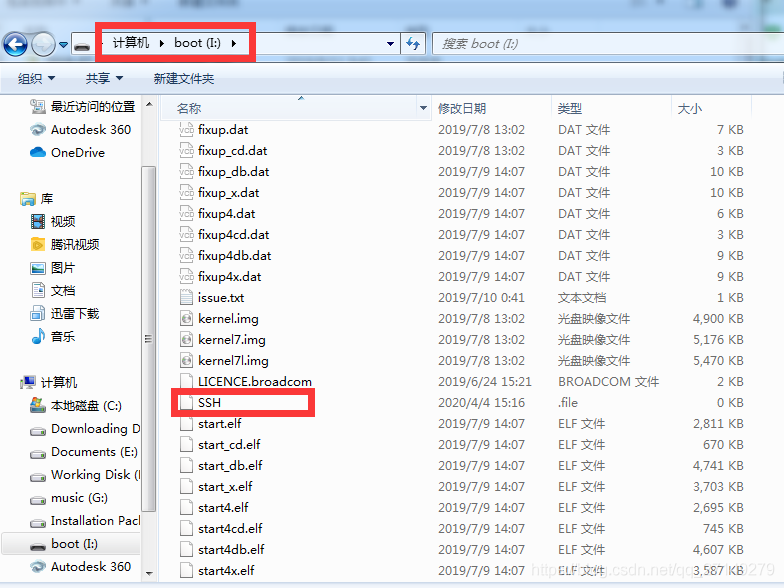 计算机 boot (I:)
搜索 boot (I:)
组织 共享 新建文件夹
最近访问的位置
Autodesk 360
OneDrive
库
视频
腾讯视频
图片
文档
迅雷下载
音乐
计算机
本地磁盘 (C:)
Downloading D
Documents (E:)
Working Disk (I
music (G:)
Installation Pacl
boot (I:)
Autodesk 360
名称 修改日期 类型 大小
fixup.dat 2019/7/8 13:02 DAT 文件 7 KB
fixup_cd.dat 2019/7/8 13:02 DAT 文件 3 KB
fixup_db.dat 2019/7/9 14:07 DAT 文件 10 KB
fixup_x.dat 2019/7/9 14:07 DAT 文件 10 KB
fixup4.dat 2019/7/9 14:07 DAT 文件 6 KB
fixup4cd.dat 2019/7/9 14:07 DAT 文件 3 KB
fixup4db.dat 2019/7/9 14:07 DAT 文件 9 KB
fixup4x.dat 2019/7/9 14:07 DAT 文件 9 KB
issue.txt 2019/7/10 0:41 文本文档 1 KB
kernel.img 2019/7/8 13:02 光盘映像文件 4,900 KB
kernel7.img 2019/7/8 13:02 光盘映像文件 5,176 KB
kernel7l.img 2019/7/8 13:02 光盘映像文件 5,470 KB
LICENCE.broadcom 2019/6/24 15:21 BROADCOM 文件 2 KB
SSH 2020/4/4 15:16 .file 0 KB
start.elf 2019/7/9 14:07 ELF 文件 2,811 KB
start_cd.elf 2019/7/9 14:07 ELF 文件 670 KB
start_db.elf 2019/7/9 14:07 ELF 文件 4,741 KB
start_x.elf 2019/7/9 14:07 ELF 文件 3,703 KB
start4.elf 2019/7/9 14:07 ELF 文件 2,695 KB
start4cd.elf 2019/7/9 14:07 ELF 文件 745 KB
start4db.elf 2019/7/9 14:07 ELF 文件 4,607 KB
start4x.elf 2019/7/9 14:07 ELF 文件 3,587 KB